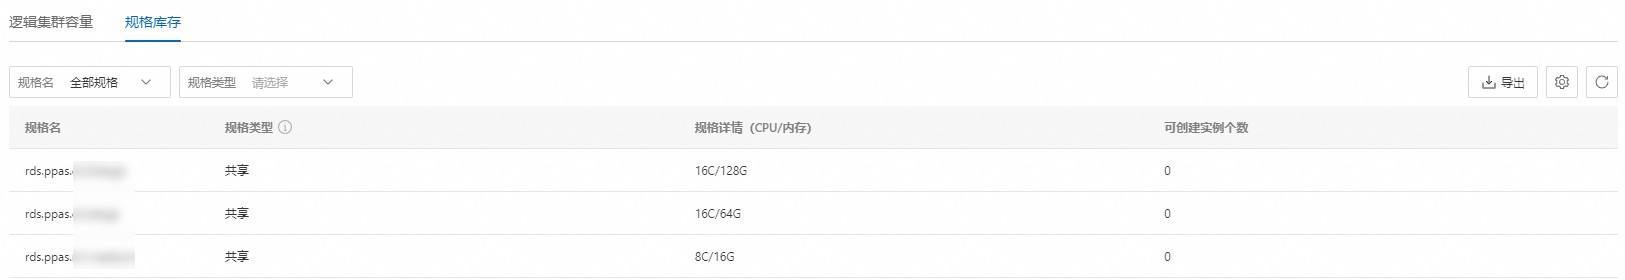 逻辑集群容量 规格库存
规格名 全部规格 规格类型 请选择 导出
规格名 规格类型 规格详情（CPU/内存） 可创建实例个数
rds.ppas. 共享 16C/128G 0
rds.ppas. 共享 16C/64G 0
rds.ppas. 共享 8C/16G 0